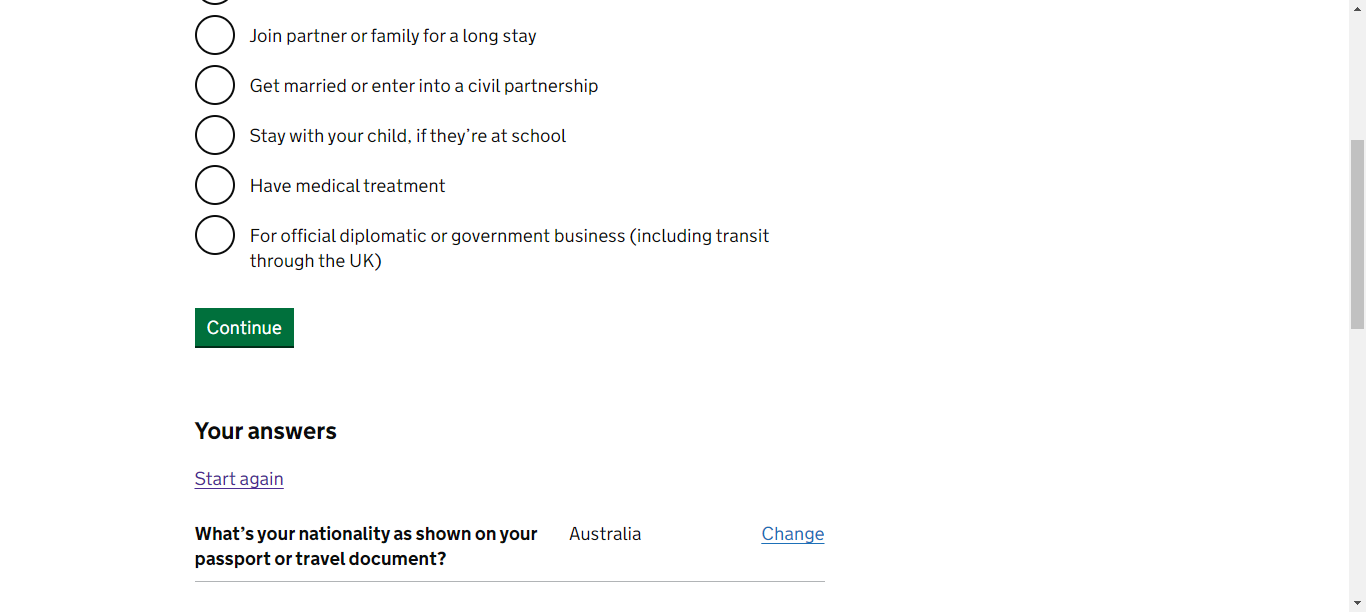 Join partner or family for a long stay
Get married or enter into a civil partnership
Stay with your child, if they’re at school
Have medical treatment
For official diplomatic or government business (including transit
through the UK)
Continue
Your answers
Start again
What’s your nationality as shown on your Australia Change
passport or travel document?